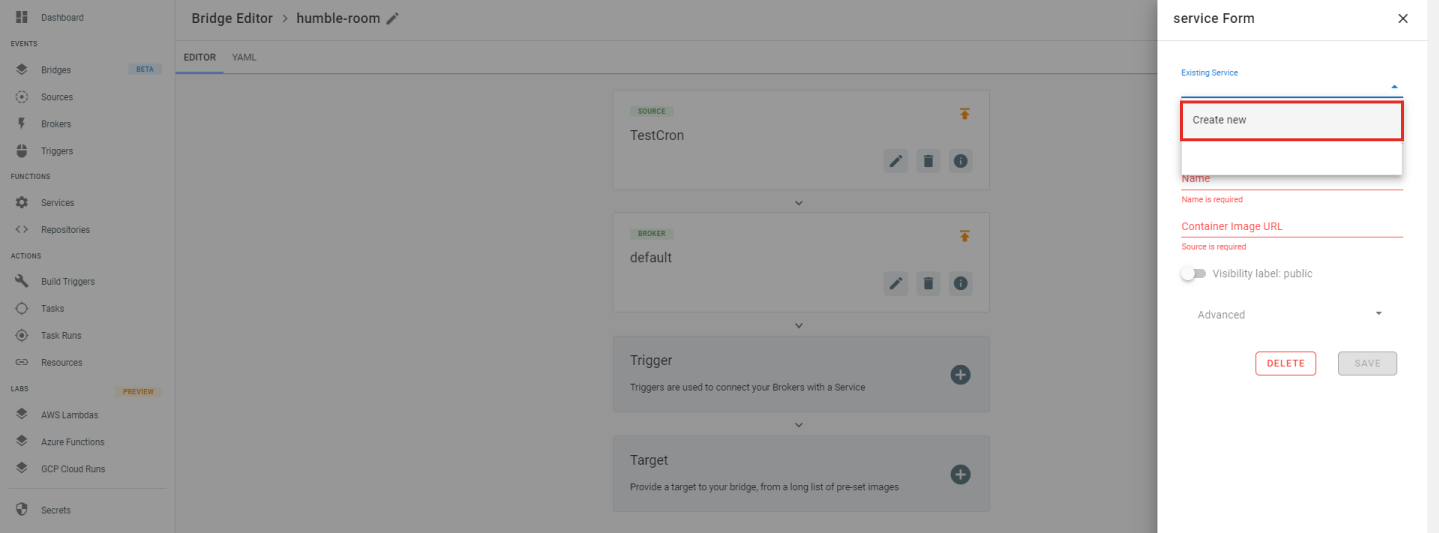 Dashboard
EVENTS
Bridges BETA
Sources
Brokers
Triggers
FUNCTIONS
Services
Repositories
ACTIONS
Build Triggers
Tasks
Task Runs
Resources
LABS PREVIEW
AWS Lambdas
Azure Functions
GCP Cloud Runs
Secrets
Bridge Editor > humble-room
EDITOR YAML
SOURCE
TestCron
BROKER
default
Trigger
Triggers are used to connect your Brokers with a Service
Target
Provide a target to your bridge, from a long list of pre-set images
service Form
Existing Service
Create new
Name
Name is required
Container Image URL
Source is required
Visibility label: public
Advanced
DELETE SAVE